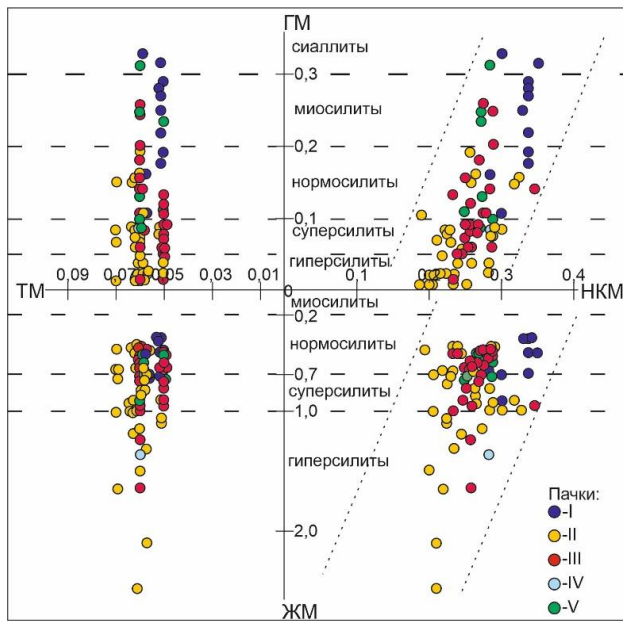 ГМ
сиаллиты
0,3
миосилиты
0,2
нормосилиты
0,1
суперсилиты
гиперсилиты
0,09 0,07 0,05 0,03 0,01 0,1 0,2 0,3 0,4
ТМ 0 НКМ
миосилиты
0,2
нормосилиты
0,7
суперсилиты
1,0
гиперсилиты
2,0
ЖМ
Пачки:
-I
-II
-III
-IV
-V